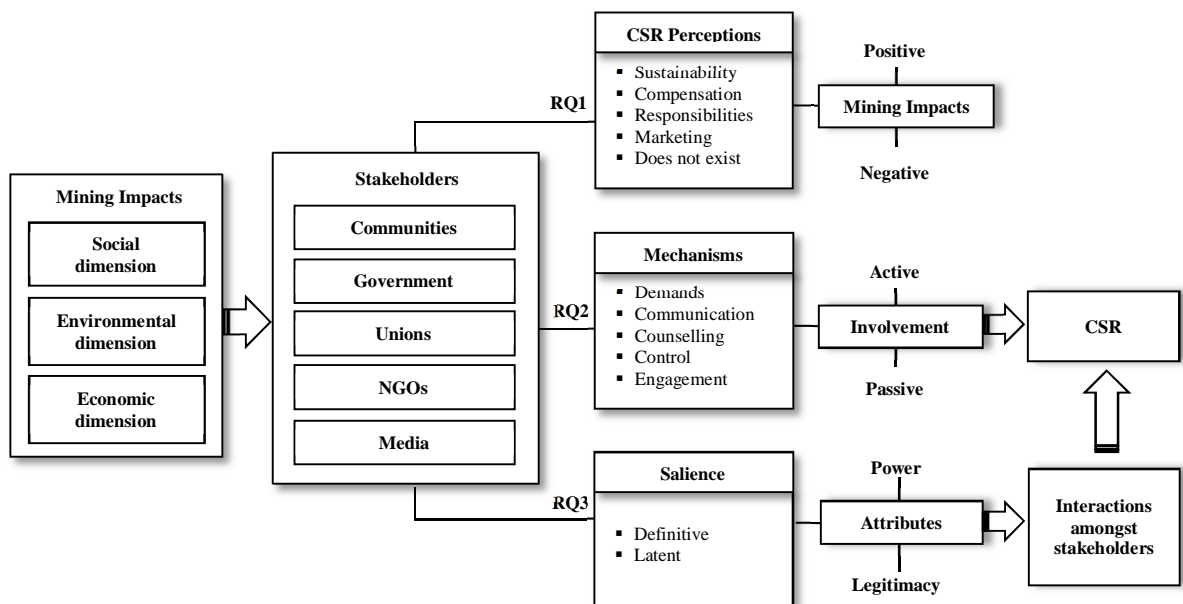 Mining Impacts
Social
dimension
Environmental
dimension
Economic
dimension
Stakeholders
Communities
Government
Unions
NGOs
Media
RQ1
CSR Perceptions
▪ Sustainability
▪ Compensation
▪ Responsibilities
▪ Marketing
▪ Does not exist
Positive
Mining Impacts
Negative
RQ2
Mechanisms
▪ Demands
▪ Communication
▪ Counselling
▪ Control
▪ Engagement
Active
Involvement
Passive
CSR
RQ3
Salience
▪ Definitive
▪ Latent
Power
Attributes
Legitimacy
Interactions
amongst
stakeholders